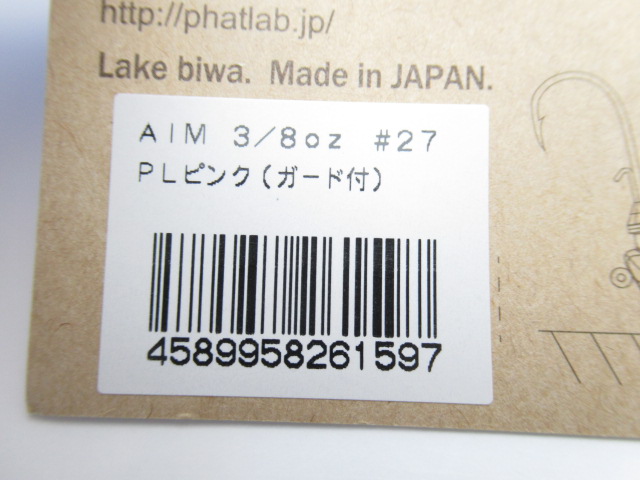 http://phatlab.jp/
Lake biwa. Made in JAPAN.
AIM 3/8oz #27
PLピンク(ガード付)
4589958261597